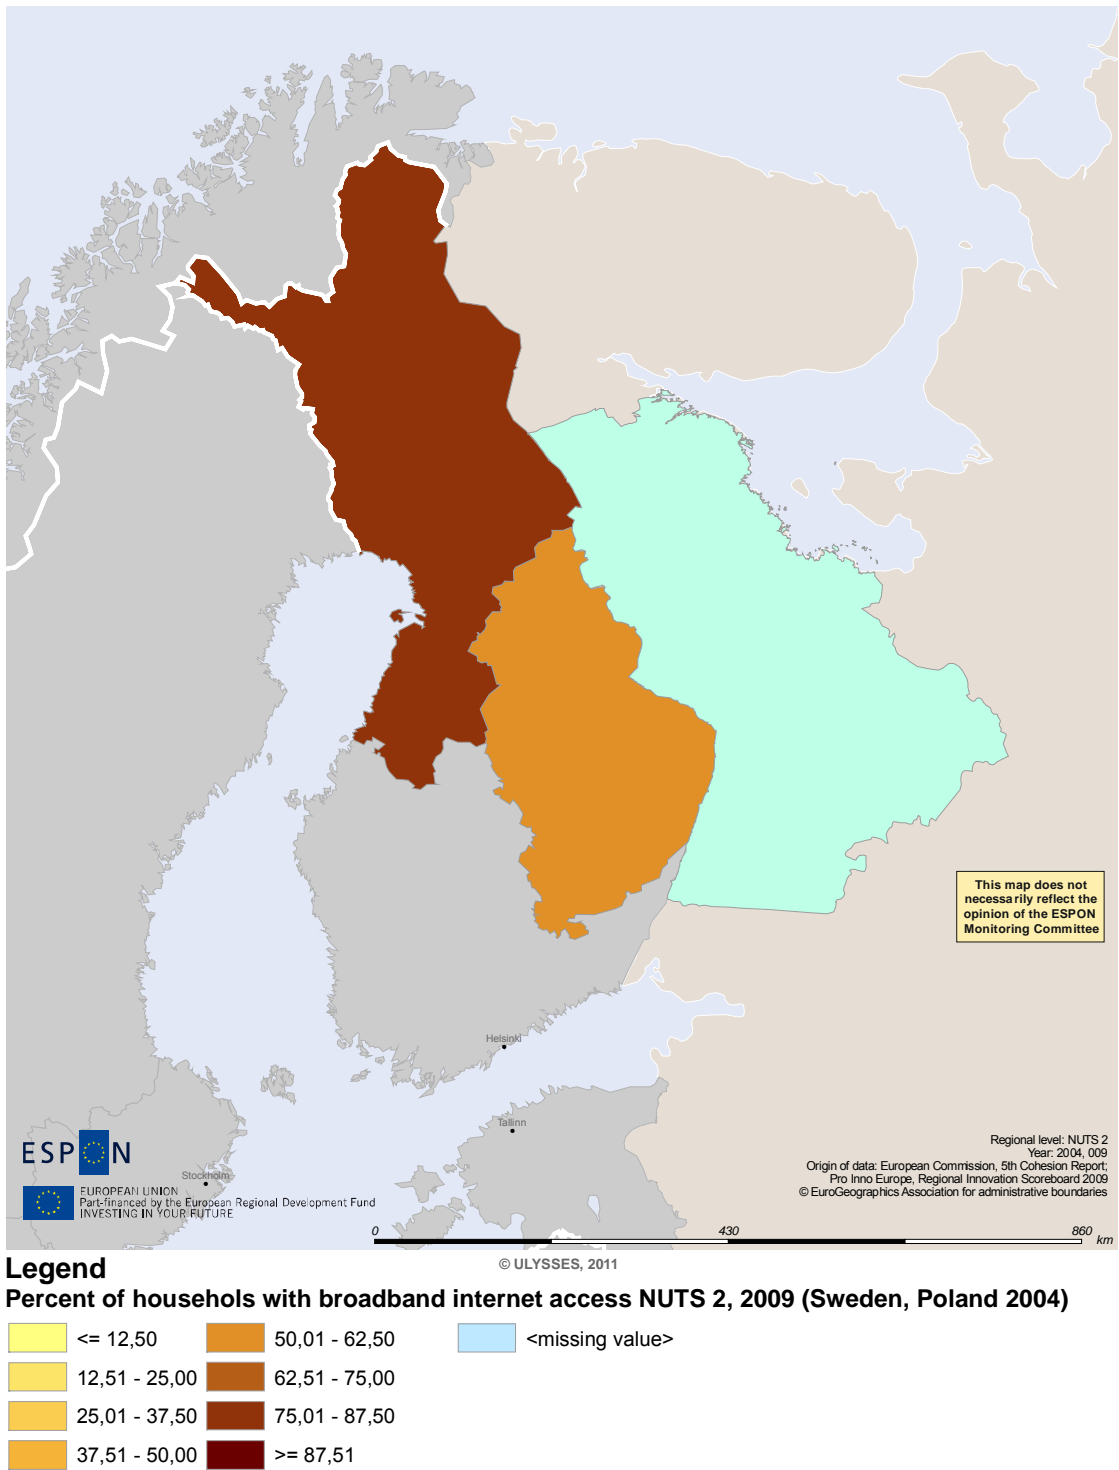 This map does not
necessarily reflect the
opinion of the ESPON
Monitoring Committee
Helsinki
Tallinn
Stockholm
ESPON
EUROPEAN UNION
Part-financed by the European Regional Development Fund
INVESTING IN YOUR FUTURE
Regional level: NUTS 2
Year: 2004, 009
Origin of data: European Commission, 5th Cohesion Report;
Pro Inno Europe, Regional Innovation Scoreboard 2009
© EuroGeographics Association for administrative boundaries
0 430 860 km
© ULYSSES, 2011
Legend
Percent of househols with broadband internet access NUTS 2, 2009 (Sweden, Poland 2004)
<= 12,50
12,51 - 25,00
25,01 - 37,50
37,51 - 50,00
50,01 - 62,50
62,51 - 75,00
75,01 - 87,50
>= 87,51
<missing value>